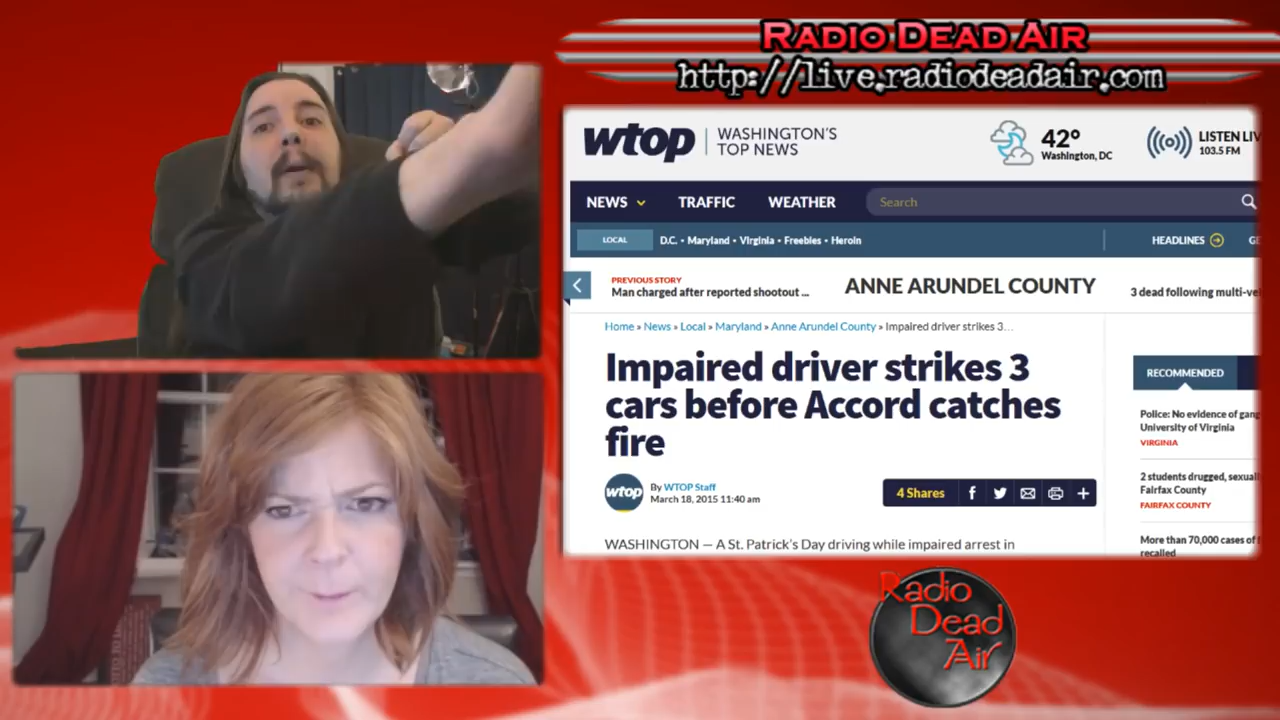 RADIO DEAD AIR
http://live.radiodeadair.com
wtop
WASHINGTON'S
TOP NEWS
42°
Washington, DC
LISTEN LIV
103.5 FM
NEWS
TRAFFIC
WEATHER
Search
LOCAL
D.C. • Maryland • Virginia • Freebies • Heroin
HEADLINES
GE
PREVIOUS STORY
Man charged after reported shootout ...
ANNE ARUNDEL COUNTY
3 dead following multi-ve
Home » News » Local » Maryland » Anne Arundel County » Impaired driver strikes 3...
Impaired driver strikes 3
cars before Accord catches
fire
wtop
By WTOP Staff
March 18, 2015 11:40 am
4 Shares
WASHINGTON — A St. Patrick's Day driving while impaired arrest in
RECOMMENDED
Police: No evidence of gang
University of Virginia
VIRGINIA
2 students drugged, sexual
Fairfax County
FAIRFAX COUNTY
More than 70,000 cases of
recalled
Radio
Dead
Air